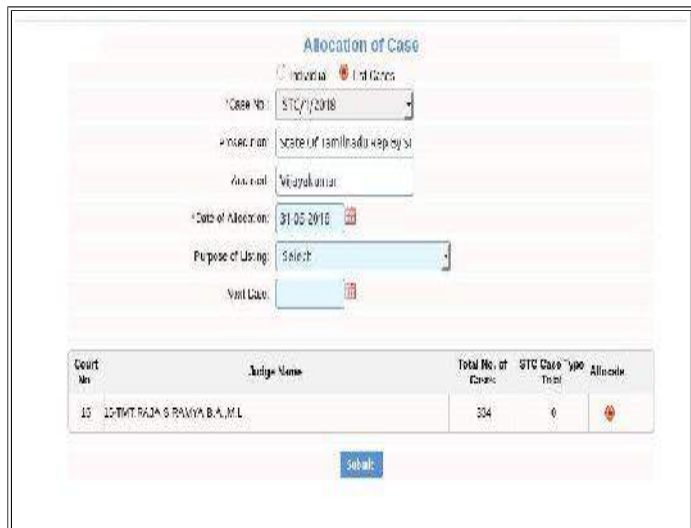 Allocation of Case
Individual List Cases
*Case No.: STC/1/2018
Prosecution: State Of Tamilnadu Rep By
Accused: Vijayakumar
*Date of Allocation: 31-05-2018
Purpose of Listing: Select
Next Date:
Court No Judge Name Total No. of Cases STC Case Type Total Allocate
15 15-TMT. RAJA S RAMYA B.A.,M.L 334 0
Submit